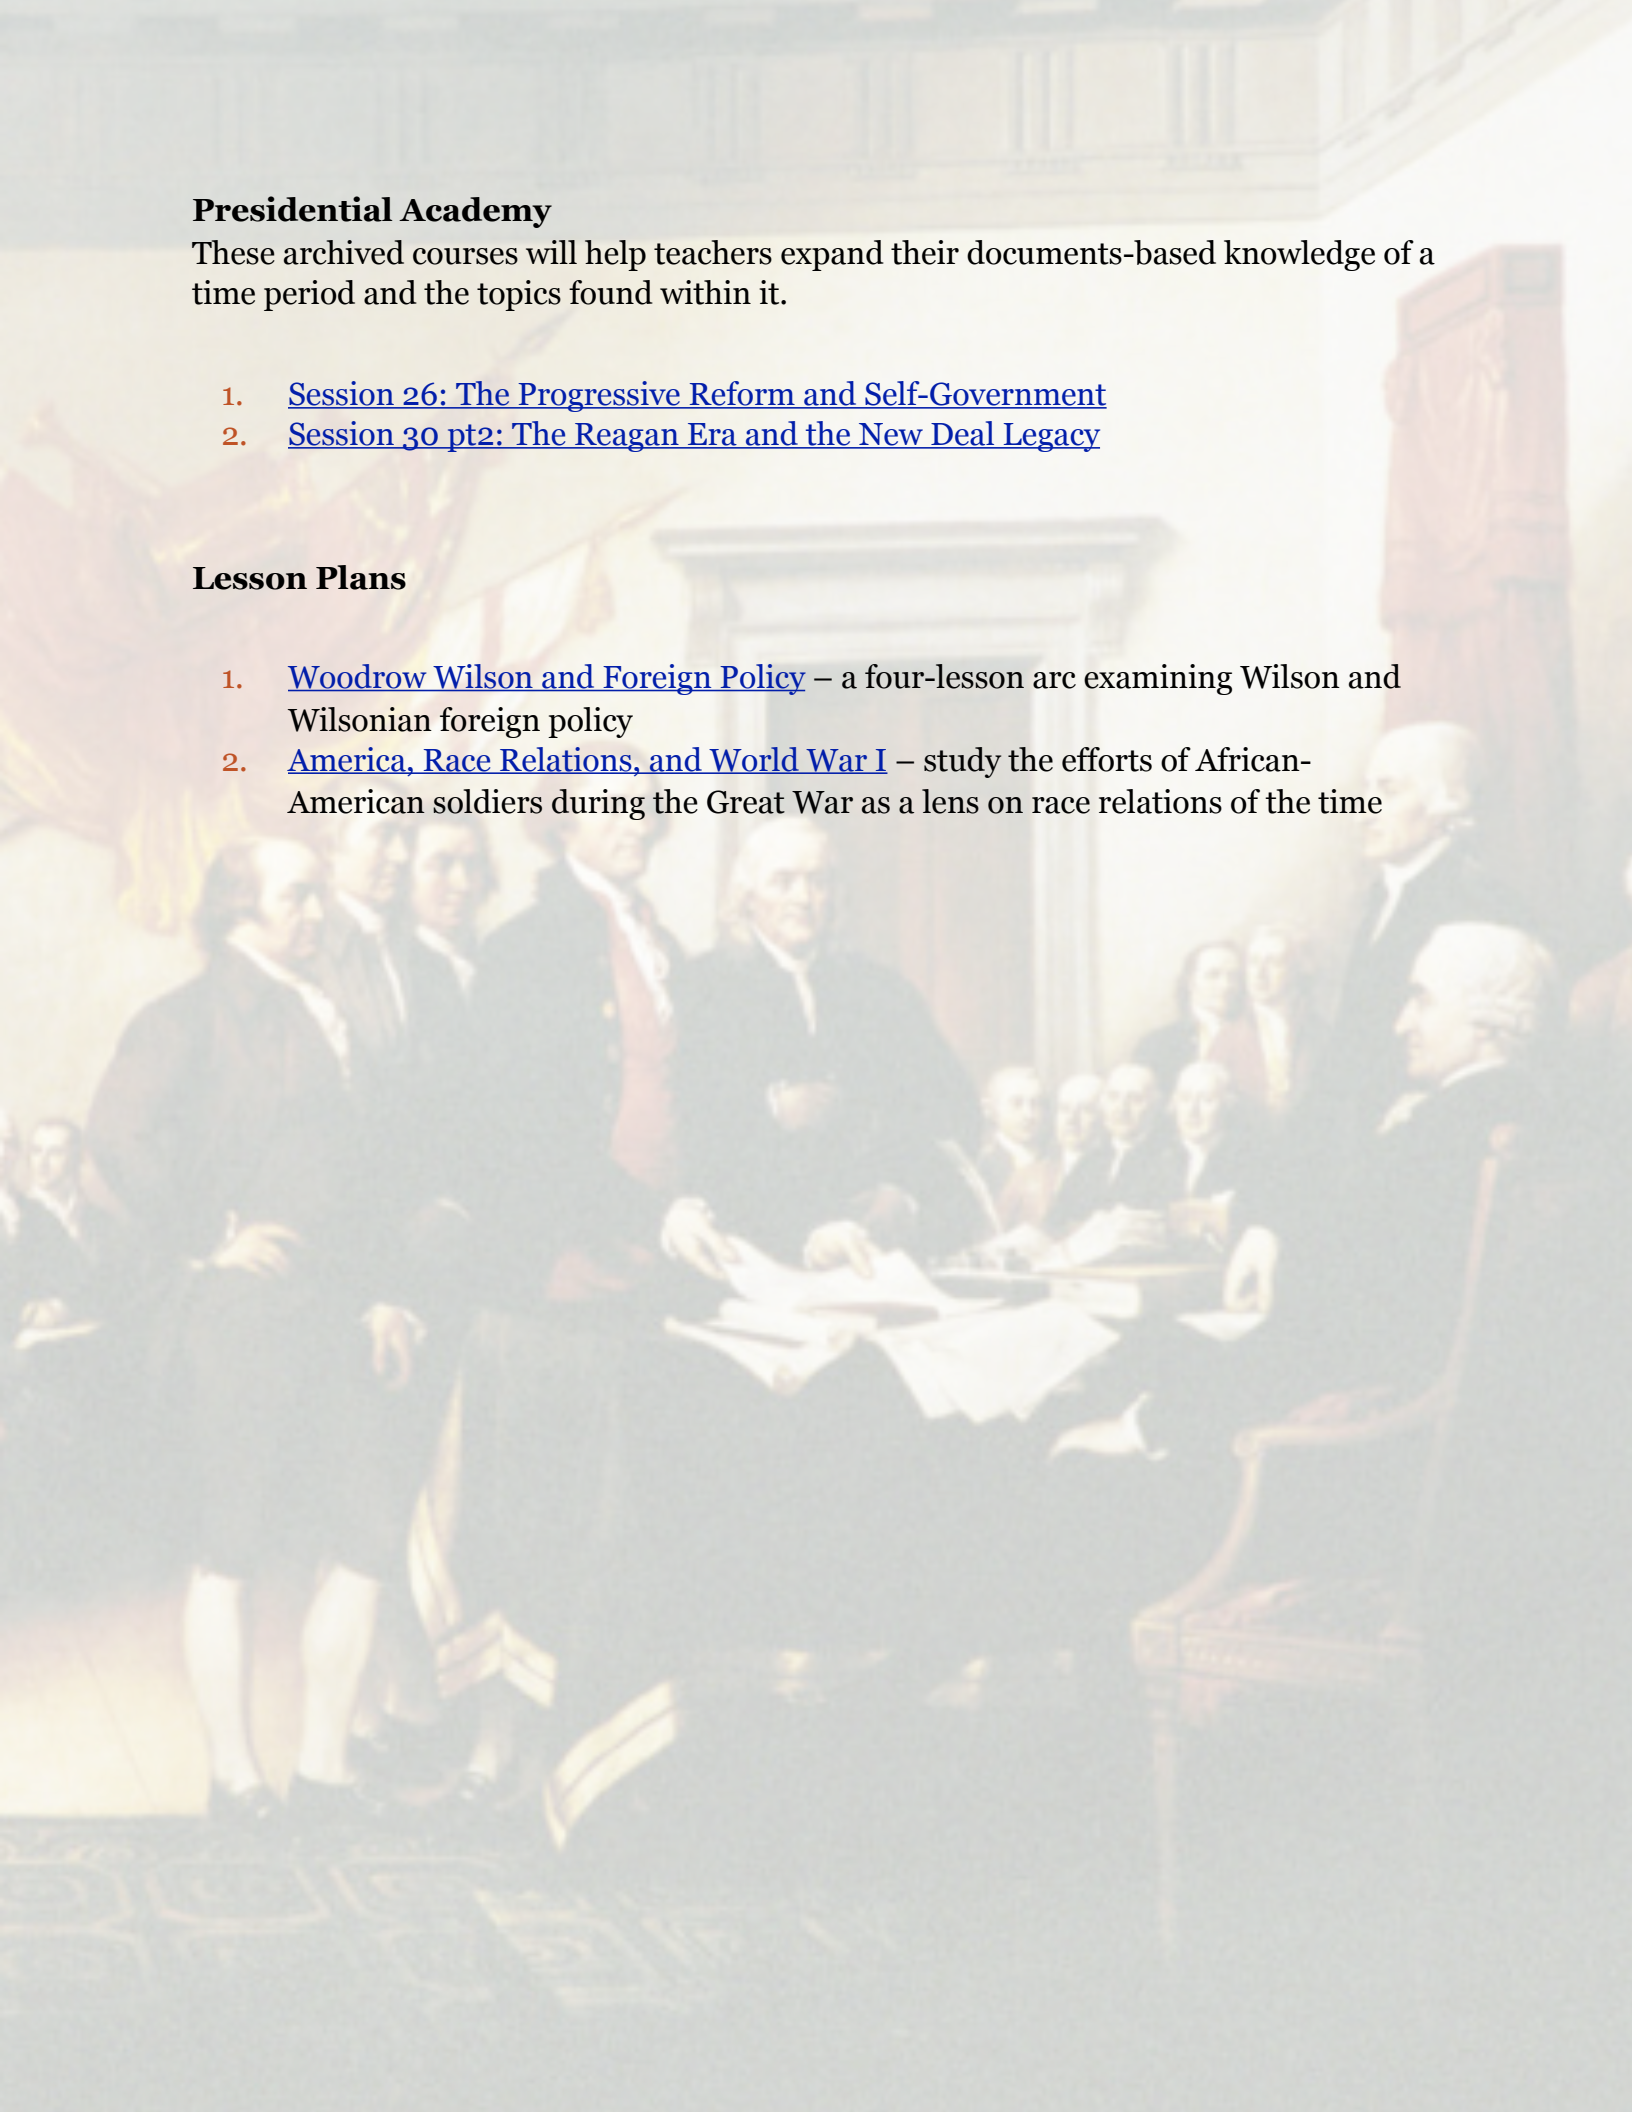 Presidential Academy
These archived courses will help teachers expand their documents-based knowledge of a
time period and the topics found within it.
1. Session 26: The Progressive Reform and Self-Government
2. Session 30 pt2: The Reagan Era and the New Deal Legacy
Lesson Plans
1. Woodrow Wilson and Foreign Policy – a four-lesson arc examining Wilson and
Wilsonian foreign policy
2. America, Race Relations, and World War I – study the efforts of African-
American soldiers during the Great War as a lens on race relations of the time